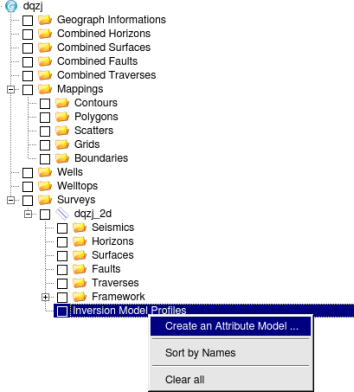 dqzj
Geograph Informations
Combined Horizons
Combined Surfaces
Combined Faults
Combined Traverses
Mappings
Contours
Polygons
Scatters
Grids
Boundaries
Wells
Welltops
Surveys
dqzj_2d
Seismics
Horizons
Surfaces
Faults
Traverses
Framework
Inversion Model Profiles
Create an Attribute Model ...
Sort by Names
Clear all